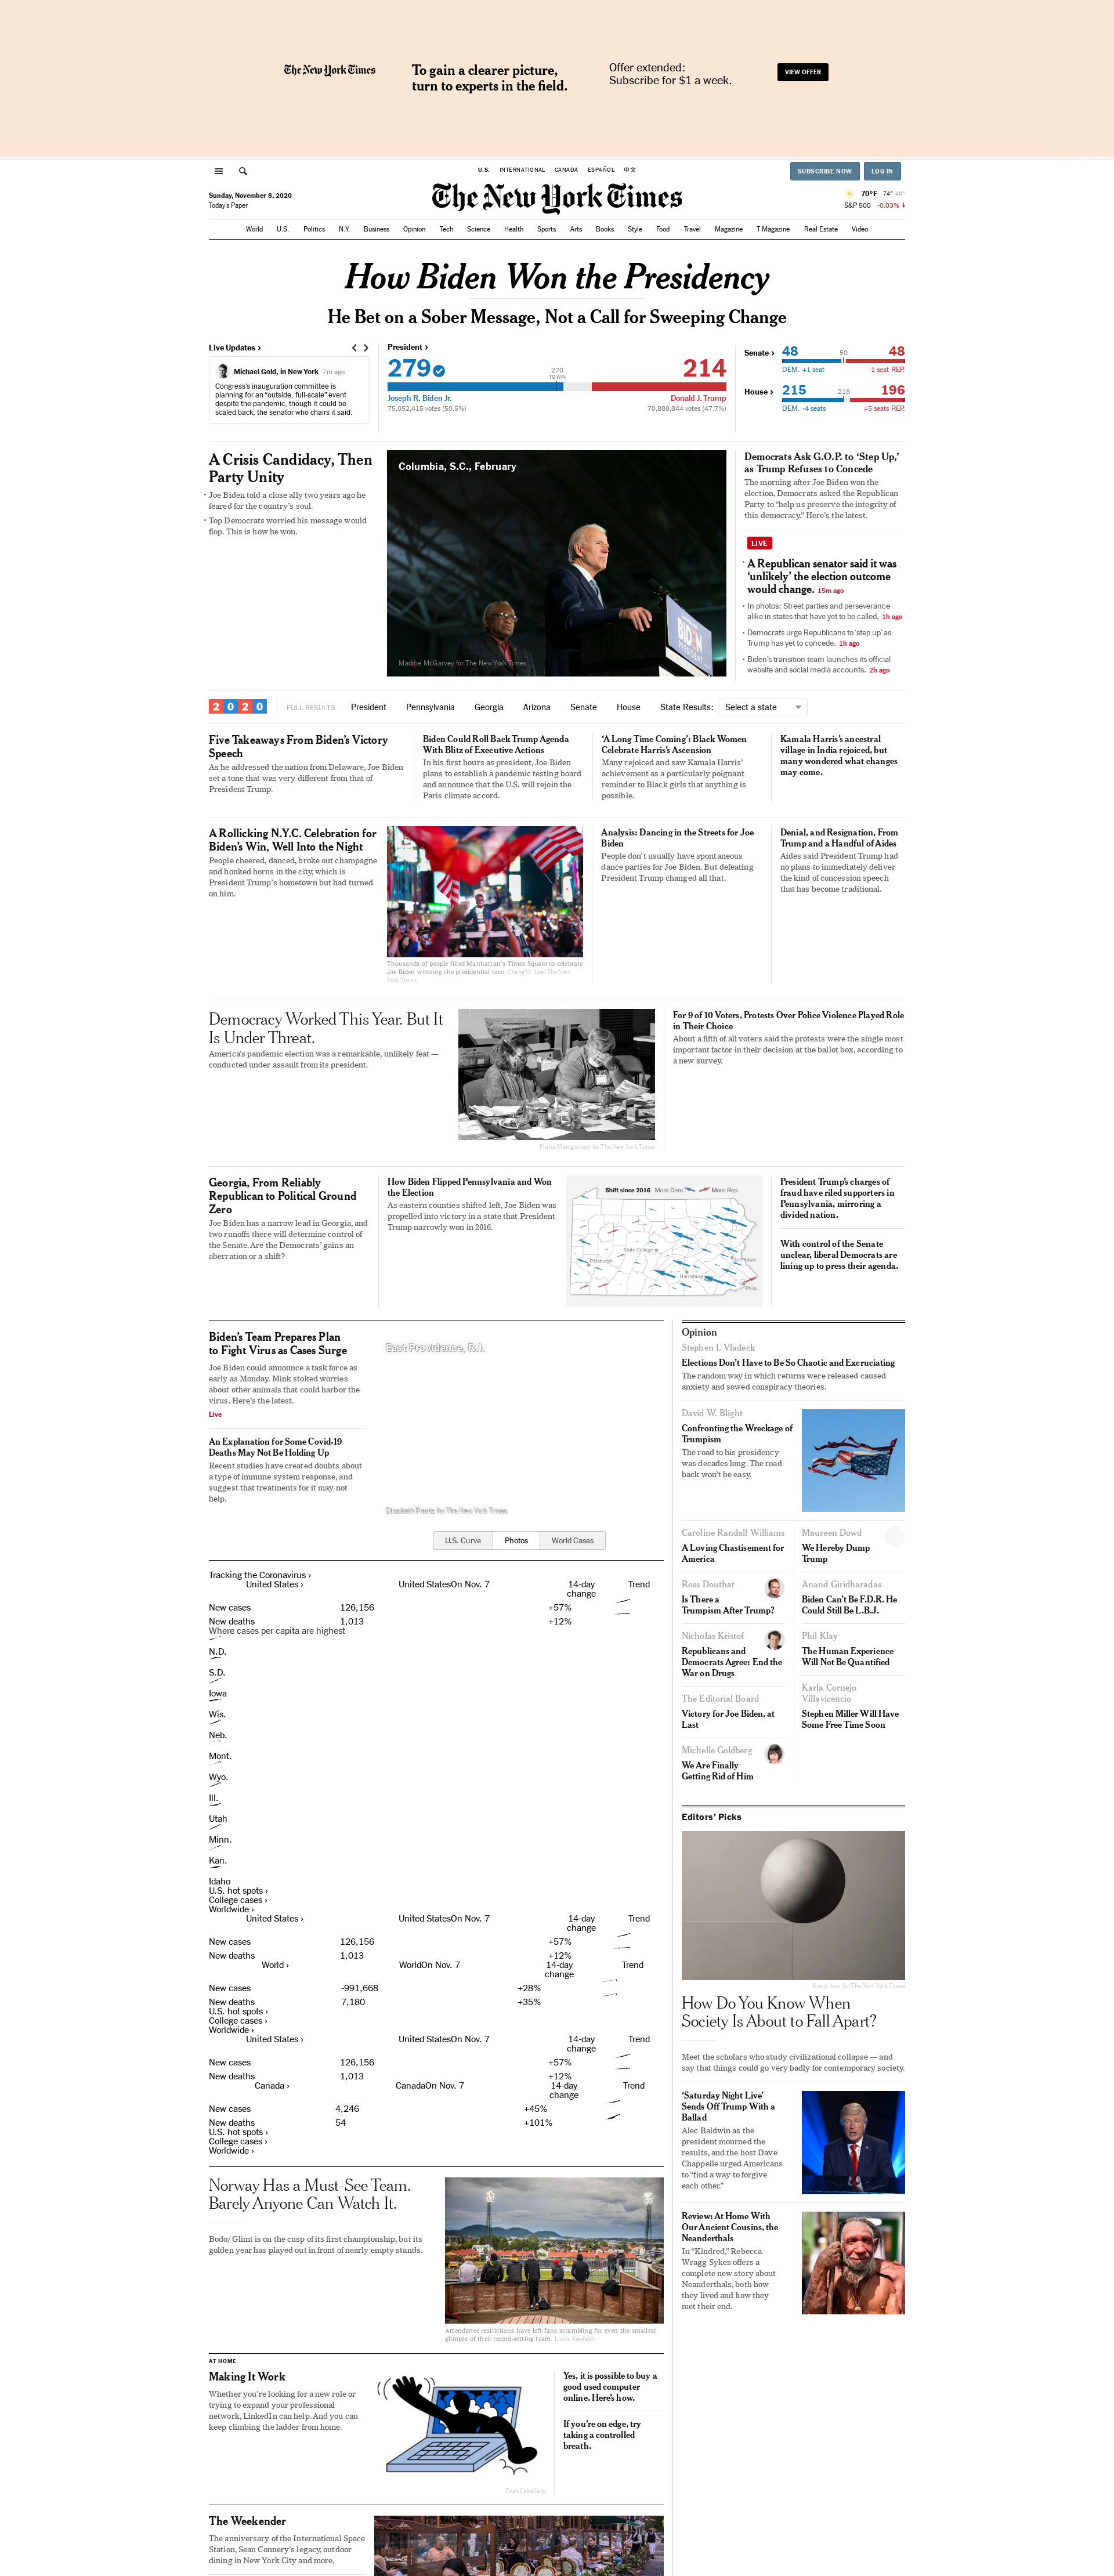 The New York Times
To gain a clearer picture,
turn to experts in the field.
Offer extended:
Subscribe for $1 a week.
VIEW OFFER
U.S. INTERNATIONAL CANADA ESPAÑOL 中文
SUBSCRIBE NOW LOG IN
Sunday, November 8, 2020
Today's Paper
The New York Times
70°F 74° 46°
S&P 500 -0.03%
World U.S. Politics N.Y. Business Opinion Tech Science Health Sports Arts Books Style Food Travel Magazine T Magazine Real Estate Video
How Biden Won the Presidency
He Bet on a Sober Message, Not a Call for Sweeping Change
Live Updates ›
Michael Gold, in New York 7m ago
Congress's inauguration committee is
planning for an "outside, full-scale" event
despite the pandemic, though it could be
scaled back, the senator who chairs it said.
President ›
279
270
TO WIN
214
Joseph R. Biden Jr.
Donald J. Trump
75,052,415 votes (50.5%)
70,888,844 votes (47.7%)
Senate › 48 50 48
DEM. +1 seat -1 seat REP.
House › 215 218 196
DEM. -4 seats +5 seats REP.
A Crisis Candidacy, Then
Party Unity
Joe Biden told a close ally two years ago he
feared for the country's soul.
Top Democrats worried his message would
flop. This is how he won.
Columbia, S.C., February
BIDEN
PRESIDENT
Maddie McGarvey for The New York Times
Democrats Ask G.O.P. to 'Step Up,'
as Trump Refuses to Concede
The morning after Joe Biden won the
election, Democrats asked the Republican
Party to "help us preserve the integrity of
this democracy." Here's the latest.
LIVE
A Republican senator said it was
'unlikely' the election outcome
would change. 15m ago
In photos: Street parties and perseverance
alike in states that have yet to be called. 1h ago
Democrats urge Republicans to 'step up' as
Trump has yet to concede. 1h ago
Biden's transition team launches its official
website and social media accounts. 2h ago
2020 FULL RESULTS President Pennsylvania Georgia Arizona Senate House State Results: Select a state
Five Takeaways From Biden's Victory
Speech
As he addressed the nation from Delaware, Joe Biden
set a tone that was very different from that of
President Trump.
Biden Could Roll Back Trump Agenda
With Blitz of Executive Actions
In his first hours as president, Joe Biden
plans to establish a pandemic testing board
and announce that the U.S. will rejoin the
Paris climate accord.
'A Long Time Coming': Black Women
Celebrate Harris's Ascension
Many rejoiced and saw Kamala Harris'
achievement as a particularly poignant
reminder to Black girls that anything is
possible.
Kamala Harris's ancestral
village in India rejoiced, but
many wondered what changes
may come.
A Rollicking N.Y.C. Celebration for
Biden's Win, Well Into the Night
People cheered, danced, broke out champagne
and honked horns in the city, which is
President Trump's hometown but had turned
on him.
Thousands of people filled Manhattan's Times Square to celebrate
Joe Biden winning the presidential race. Chang W. Lee/The New
York Times
Analysis: Dancing in the Streets for Joe
Biden
People don't usually have spontaneous
dance parties for Joe Biden. But defeating
President Trump changed all that.
Denial, and Resignation, From
Trump and a Handful of Aides
Aides said President Trump had
no plans to immediately deliver
the kind of concession speech
that has become traditional.
Democracy Worked This Year. But It
Is Under Threat.
America's pandemic election was a remarkable, unlikely feat —
conducted under assault from its president.
Philip Montgomery for The New York Times
For 9 of 10 Voters, Protests Over Police Violence Played Role
in Their Choice
About a fifth of all voters said the protests were the single most
important factor in their decision at the ballot box, according to
a new survey.
Georgia, From Reliably
Republican to Political Ground
Zero
Joe Biden has a narrow lead in Georgia, and
two runoffs there will determine control of
the Senate. Are the Democrats' gains an
aberration or a shift?
How Biden Flipped Pennsylvania and Won
the Election
As eastern counties shifted left, Joe Biden was
propelled into victory in a state that President
Trump narrowly won in 2016.
Shift since 2016 More Dem. More Rep.
State College
Pittsburgh
Allentown
Harrisburg
Phila.
President Trump's charges of
fraud have riled supporters in
Pennsylvania, mirroring a
divided nation.
With control of the Senate
unclear, liberal Democrats are
lining up to press their agenda.
Biden's Team Prepares Plan
to Fight Virus as Cases Surge
Joe Biden could announce a task force as
early as Monday. Mink stoked worries
about other animals that could harbor the
virus. Here's the latest.
Live
An Explanation for Some Covid-19
Deaths May Not Be Holding Up
Recent studies have created doubts about
a type of immune system response, and
suggest that treatments for it may not
help.
East Providence, R.I.
Elizabeth Frantz for The New York Times
U.S. Curve Photos World Cases
Tracking the Coronavirus ›
United States › United StatesOn Nov. 7 14-day
change Trend
New cases 126,156 +57%
New deaths 1,013 +12%
Where cases per capita are highest
N.D.
S.D.
Iowa
Wis.
Neb.
Mont.
Wyo.
Ill.
Utah
Minn.
Kan.
Idaho
U.S. hot spots ›
College cases ›
Worldwide ›
United States › United StatesOn Nov. 7 14-day
change Trend
New cases 126,156 +57%
New deaths 1,013 +12%
World › WorldOn Nov. 7 14-day
change Trend
New cases -991,668 +28%
New deaths 7,180 +35%
U.S. hot spots ›
College cases ›
Worldwide ›
United States › United StatesOn Nov. 7 14-day
change Trend
New cases 126,156 +57%
New deaths 1,013 +12%
Canada › CanadaOn Nov. 7 14-day
change Trend
New cases 4,246 +45%
New deaths 54 +101%
U.S. hot spots ›
College cases ›
Worldwide ›
Norway Has a Must-See Team.
Barely Anyone Can Watch It.
Bodo/Glimt is on the cusp of its first championship, but its
golden year has played out in front of nearly empty stands.
Attendance restrictions have left fans scrambling for even the smallest
glimpse of their record-setting team.
AT HOME
Making It Work
Whether you're looking for a new role or
trying to expand your professional
network, LinkedIn can help. And you can
keep climbing the ladder from home.
Fran Caballero
Yes, it is possible to buy a
good used computer
online. Here's how.
If you're on edge, try
taking a controlled
breath.
The Weekender
The anniversary of the International Space
Station, Sean Connery's legacy, outdoor
dining in New York City and more.
Opinion
Stephen I. Vladeck
Elections Don't Have to Be So Chaotic and Excruciating
The random way in which returns were released caused
anxiety and sowed conspiracy theories.
David W. Blight
Confronting the Wreckage of
Trumpism
The road to his presidency
was decades long. The road
back won't be easy.
Caroline Randall Williams
A Loving Chastisement for
America
Ross Douthat
Is There a
Trumpism After Trump?
Nicholas Kristof
Republicans and
Democrats Agree: End the
War on Drugs
The Editorial Board
Victory for Joe Biden, at
Last
Michelle Goldberg
We Are Finally
Getting Rid of Him
Maureen Dowd
We Hereby Dump
Trump
Anand Giridharadas
Biden Can't Be F.D.R. He
Could Still Be L.B.J.
Phil Klay
The Human Experience
Will Not Be Quantified
Karla Cornejo
Villavicencio
Stephen Miller Will Have
Some Free Time Soon
Editors' Picks
Kenji Aoki for The New York Times
How Do You Know When
Society Is About to Fall Apart?
Meet the scholars who study civilizational collapse — and
say that things could go very badly for contemporary society.
'Saturday Night Live'
Sends Off Trump With a
Ballad
Alec Baldwin as the
president mourned the
results, and the host Dave
Chappelle urged Americans
to "find a way to forgive
each other."
Review: At Home With
Our Ancient Cousins, the
Neanderthals
In "Kindred," Rebecca
Wragg Sykes offers a
complete new story about
Neanderthals, both how
they lived and how they
met their end.